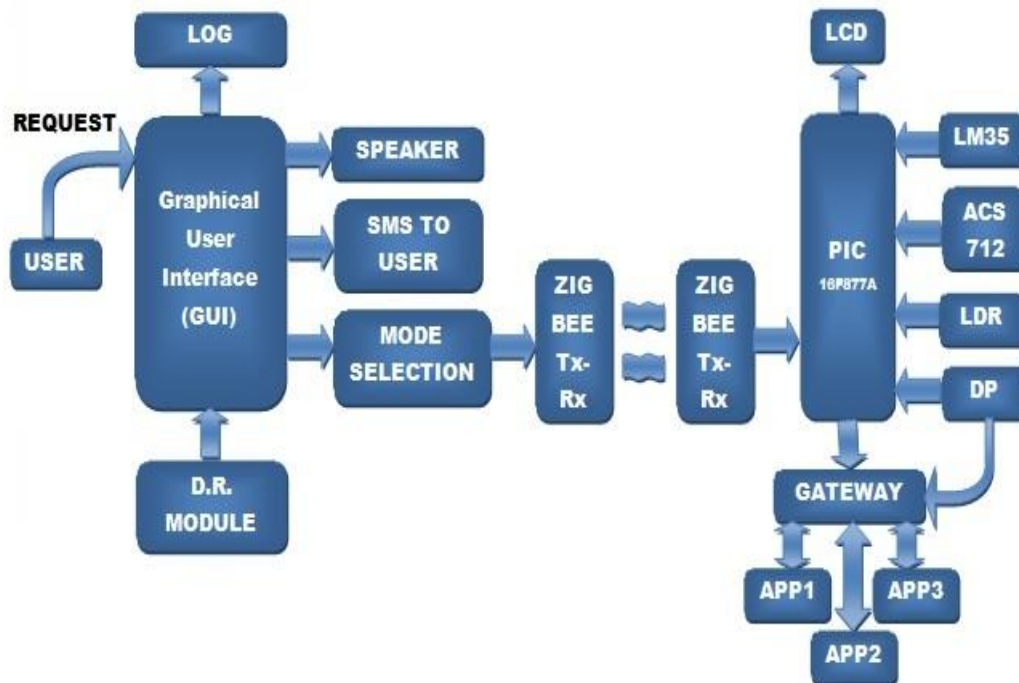 LOG
REQUEST
USER
Graphical
User
Interface
(GUI)
SPEAKER
SMS TO
USER
MODE
SELECTION
D.R.
MODULE
ZIG
BEE
Tx-
Rx
ZIG
BEE
Tx-
Rx
LCD
PIC
16F877A
LM35
ACS
712
LDR
DP
GATEWAY
APP1
APP3
APP2